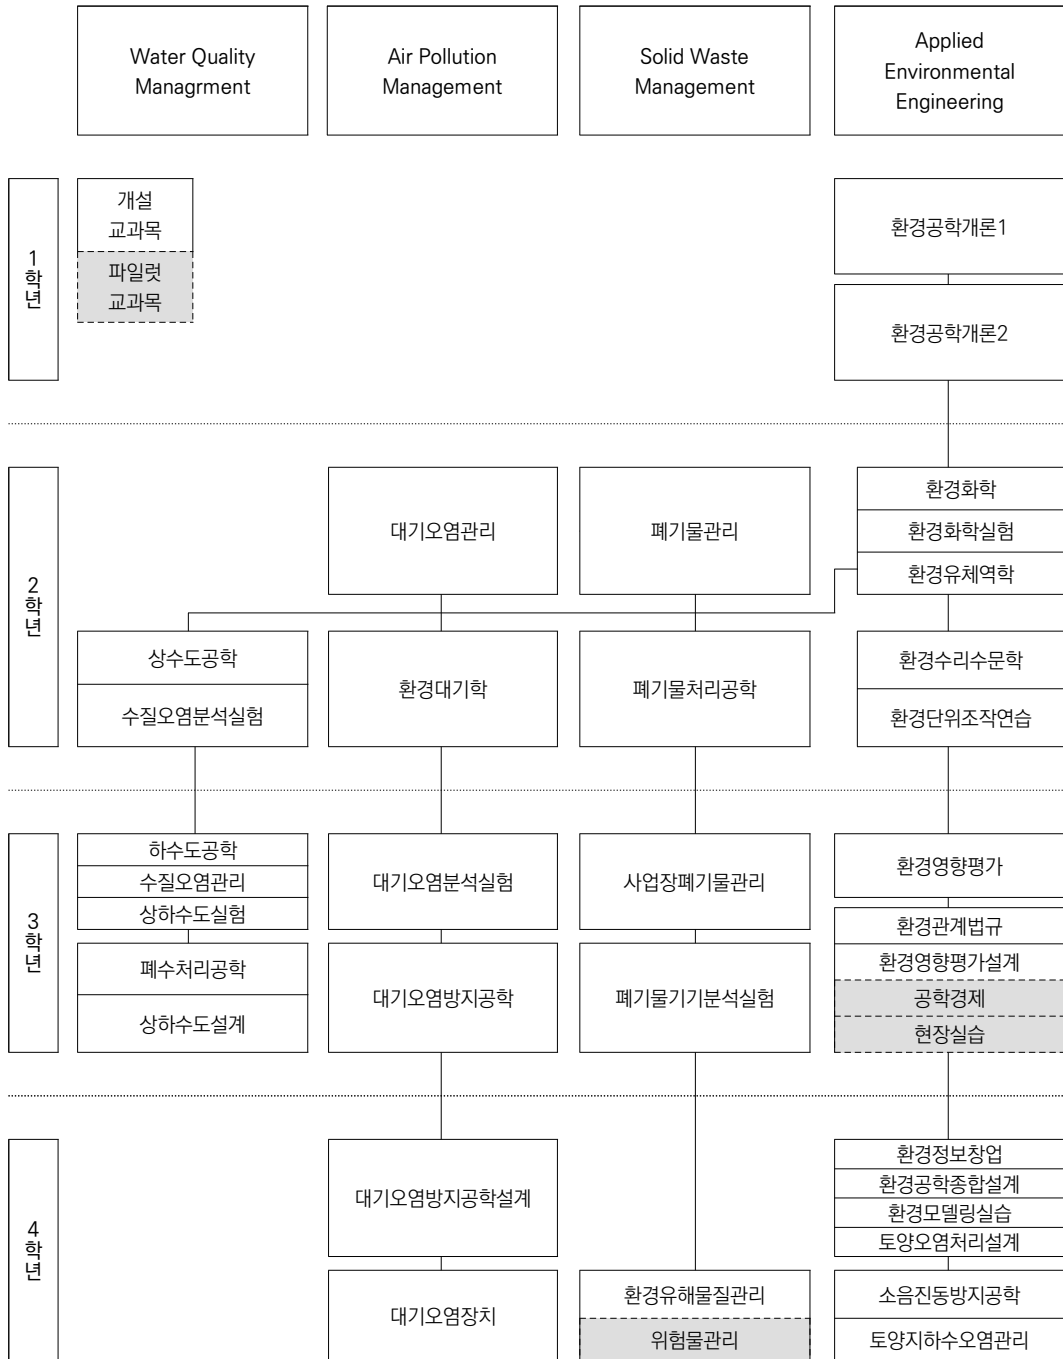 Water Quality
Managrment
Air Pollution
Management
Solid Waste
Management
Applied
Environmental
Engineering
1학년
개설
교과목
파일럿
교과목
환경공학개론1
환경공학개론2
2학년
대기오염관리
폐기물관리
환경화학
환경화학실험
환경유체역학
상수도공학
수질오염분석실험
환경대기학
폐기물처리공학
환경수리수문학
환경단위조작연습
3학년
하수도공학
수질오염관리
상하수도실험
대기오염분석실험
사업장폐기물관리
환경영향평가
폐수처리공학
상하수도설계
대기오염방지공학
폐기물기기분석실험
환경관계법규
환경영향평가설계
공학경제
현장실습
4학년
대기오염방지공학설계
환경정보창업
환경공학종합설계
환경모델링실습
토양오염처리설계
대기오염장치
환경유해물질관리
위험물관리
소음진동방지공학
토양지하수오염관리